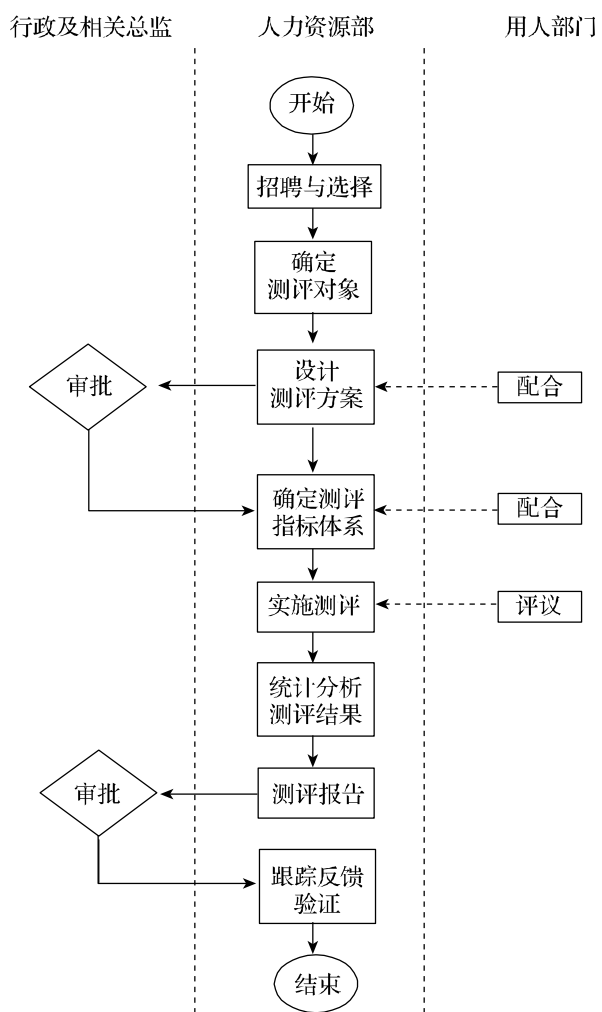 行政及相关总监
人力资源部
用人部门
开始
招聘与选择
确定
测评对象
设计
测评方案
审批
配合
确定测评
指标体系
配合
实施测评
评议
统计分析
测评结果
测评报告
审批
跟踪反馈
验证
结束